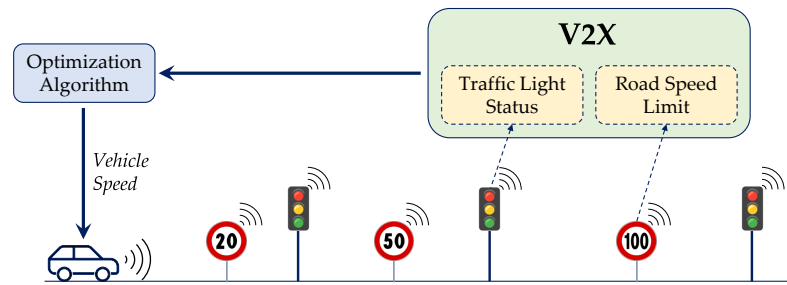 V2X
Optimization
Algorithm
Traffic Light
Status
Road Speed
Limit
Vehicle
Speed
20
50
100